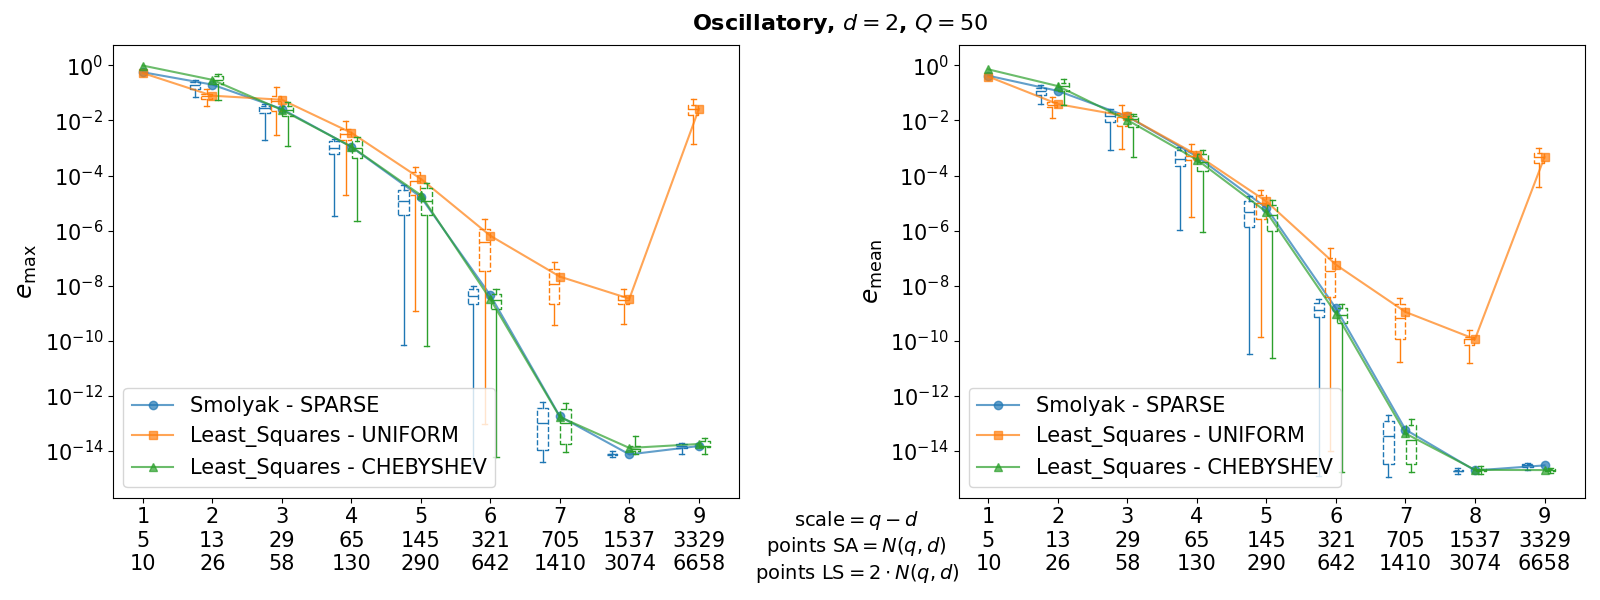 Oscillatory, d = 2, Q = 50
10^0
10^−2
10^−4
10^−6
10^−8
10^−10
10^−12
10^−14
e_max
Smolyak - SPARSE
Least_Squares - UNIFORM
Least_Squares - CHEBYSHEV
1 2 3 4 5 6 7 8 9
5 13 29 65 145 321 705 1537 3329
10 26 58 130 290 642 1410 3074 6658
scale = q − d
points SA = N(q, d)
points LS = 2 · N(q, d)
10^0
10^−2
10^−4
10^−6
10^−8
10^−10
10^−12
10^−14
e_mean
Smolyak - SPARSE
Least_Squares - UNIFORM
Least_Squares - CHEBYSHEV
1 2 3 4 5 6 7 8 9
5 13 29 65 145 321 705 1537 3329
10 26 58 130 290 642 1410 3074 6658